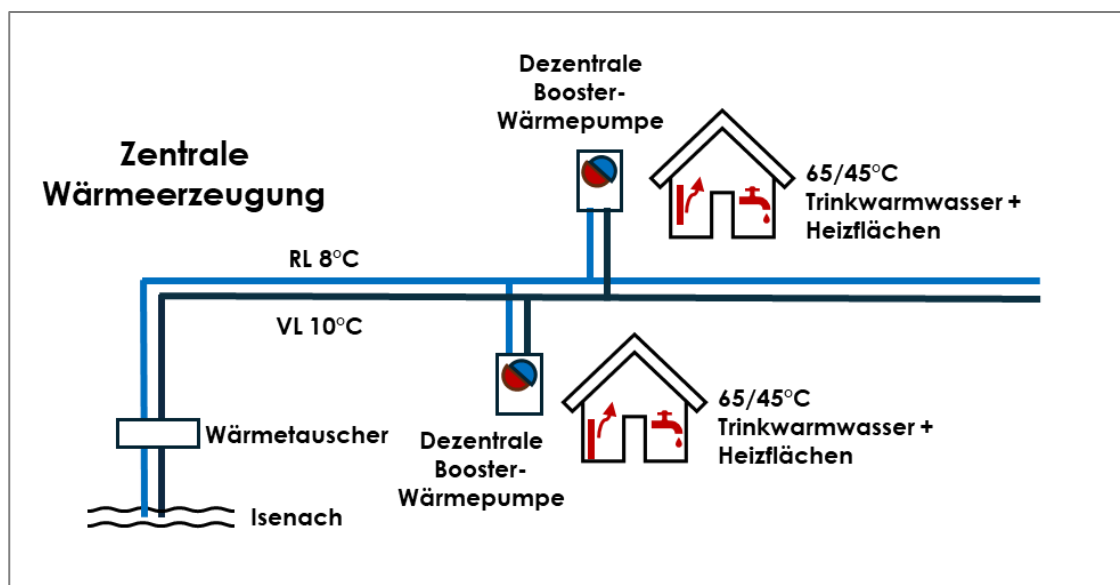 Dezentrale
Booster-
Wärmepumpe
Zentrale
Wärmeerzeugung
65/45°C
Trinkwarmwasser +
Heizflächen
RL 8°C
VL 10°C
65/45°C
Trinkwarmwasser +
Heizflächen
Wärmetauscher
Dezentrale
Booster-
Wärmepumpe
Isenach